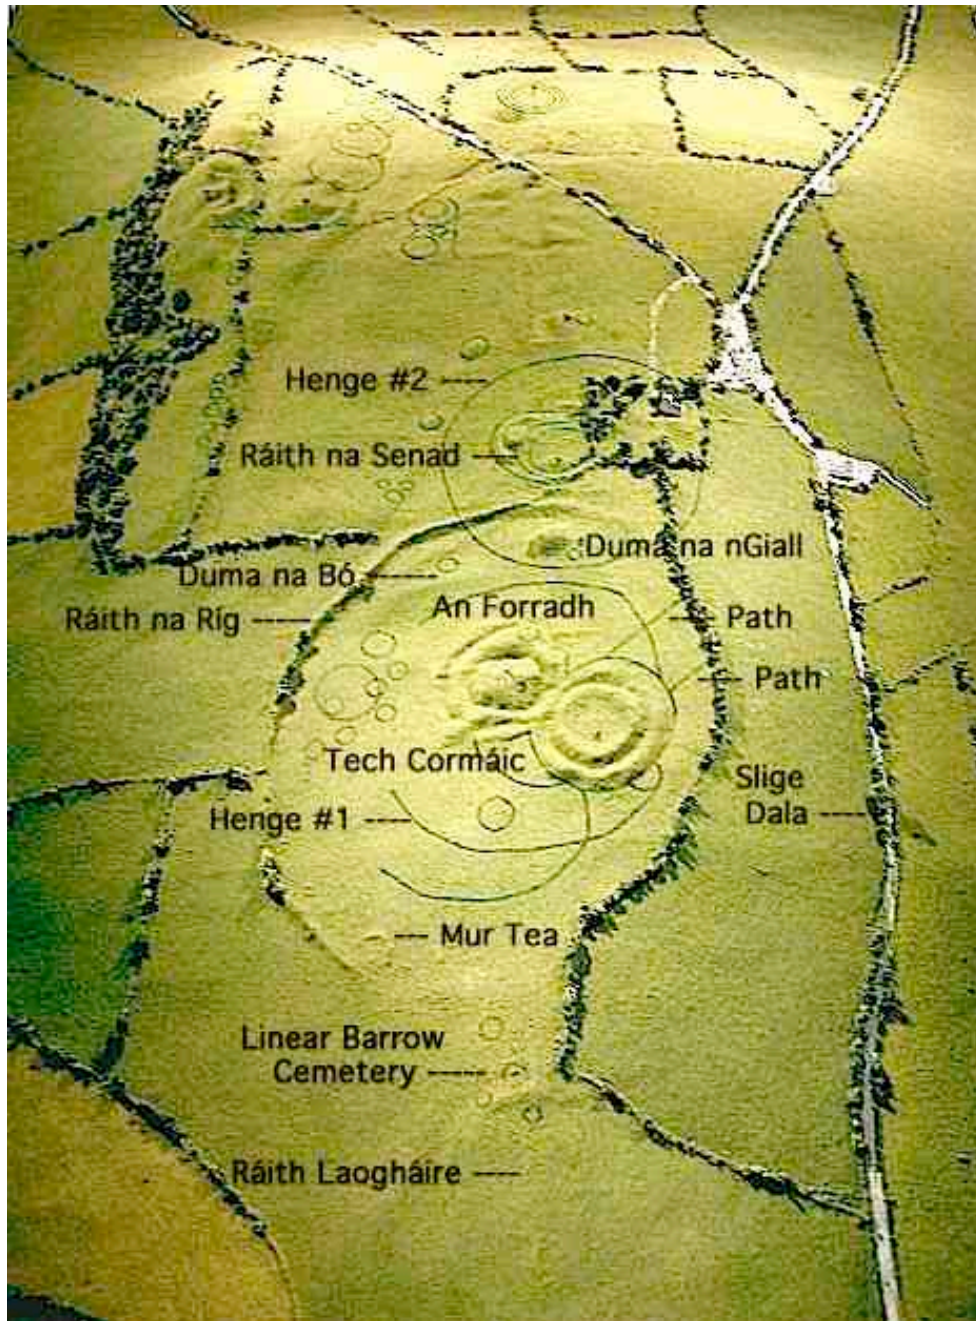 Henge #2
Ráith na Senad
Duma na nGiall
Duma na Bó
An Forradh
Ráith na Ríg
Path
Path
Tech Cormáic
Slige
Dala
Henge #1
Mur Tea
Linear Barrow
Cemetery
Ráith Laogháire